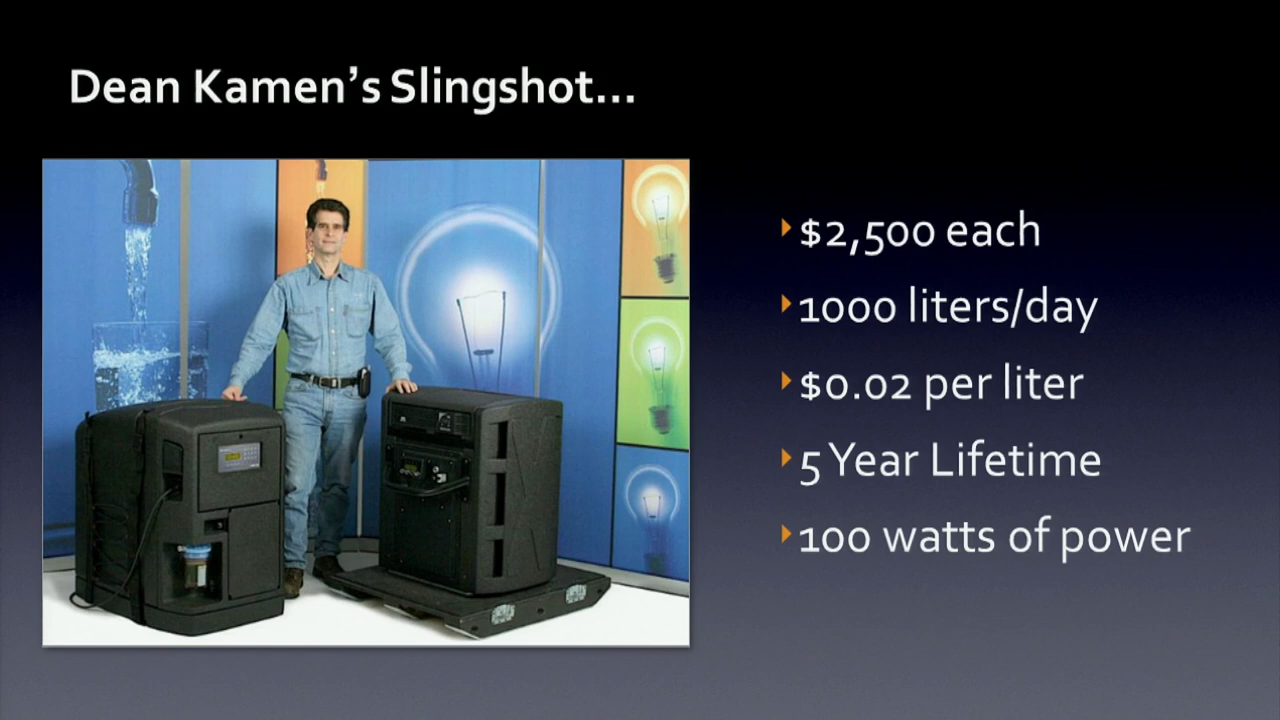 Dean Kamen’s Slingshot...
$2,500 each
1000 liters/day
$0.02 per liter
5 Year Lifetime
100 watts of power